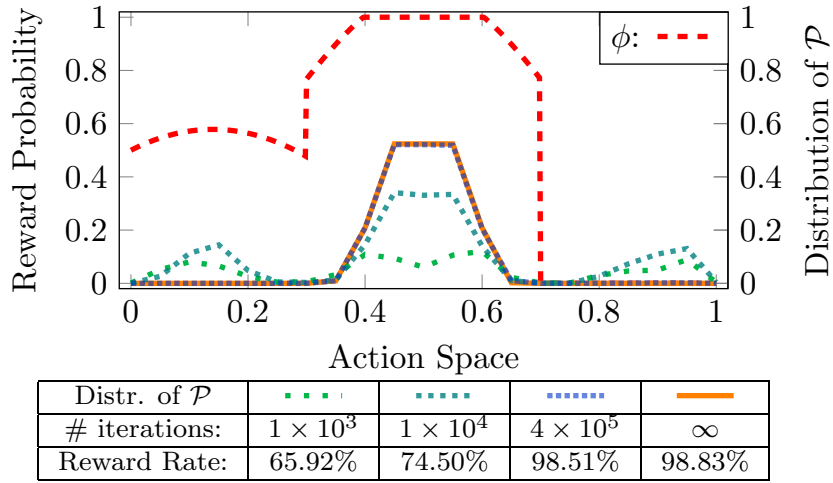 Reward Probability
Distribution of 𝒫
1
0.8
0.6
0.4
0.2
0
1
0.8
0.6
0.4
0.2
0
ϕ:
0 0.2 0.4 0.6 0.8 1
Action Space
Distr. of 𝒫
# iterations: 1 × 10³ 1 × 10⁴ 4 × 10⁵ ∞
Reward Rate: 65.92% 74.50% 98.51% 98.83%